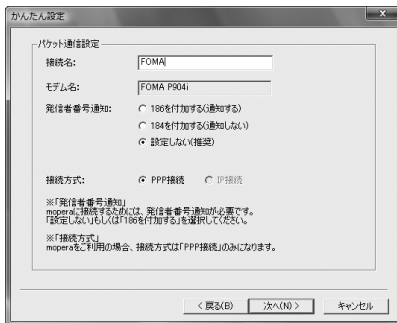 かんたん設定
パケット通信設定
接続名: FOMA
モデム名: FOMA P904i
発信者番号通知: 186を付加する(通知する)
184を付加する(通知しない)
設定しない(推奨)
接続方式: PPP接続 IP接続
※「発信者番号通知」
moperaに接続するためには、発信者番号通知が必要です。
「設定しない」もしくは「186を付加する」を選択してください。
※「接続方式」
moperaをご利用の場合、接続方式は「PPP接続」のみになります。
< 戻る(B) 次へ(N) > キャンセル